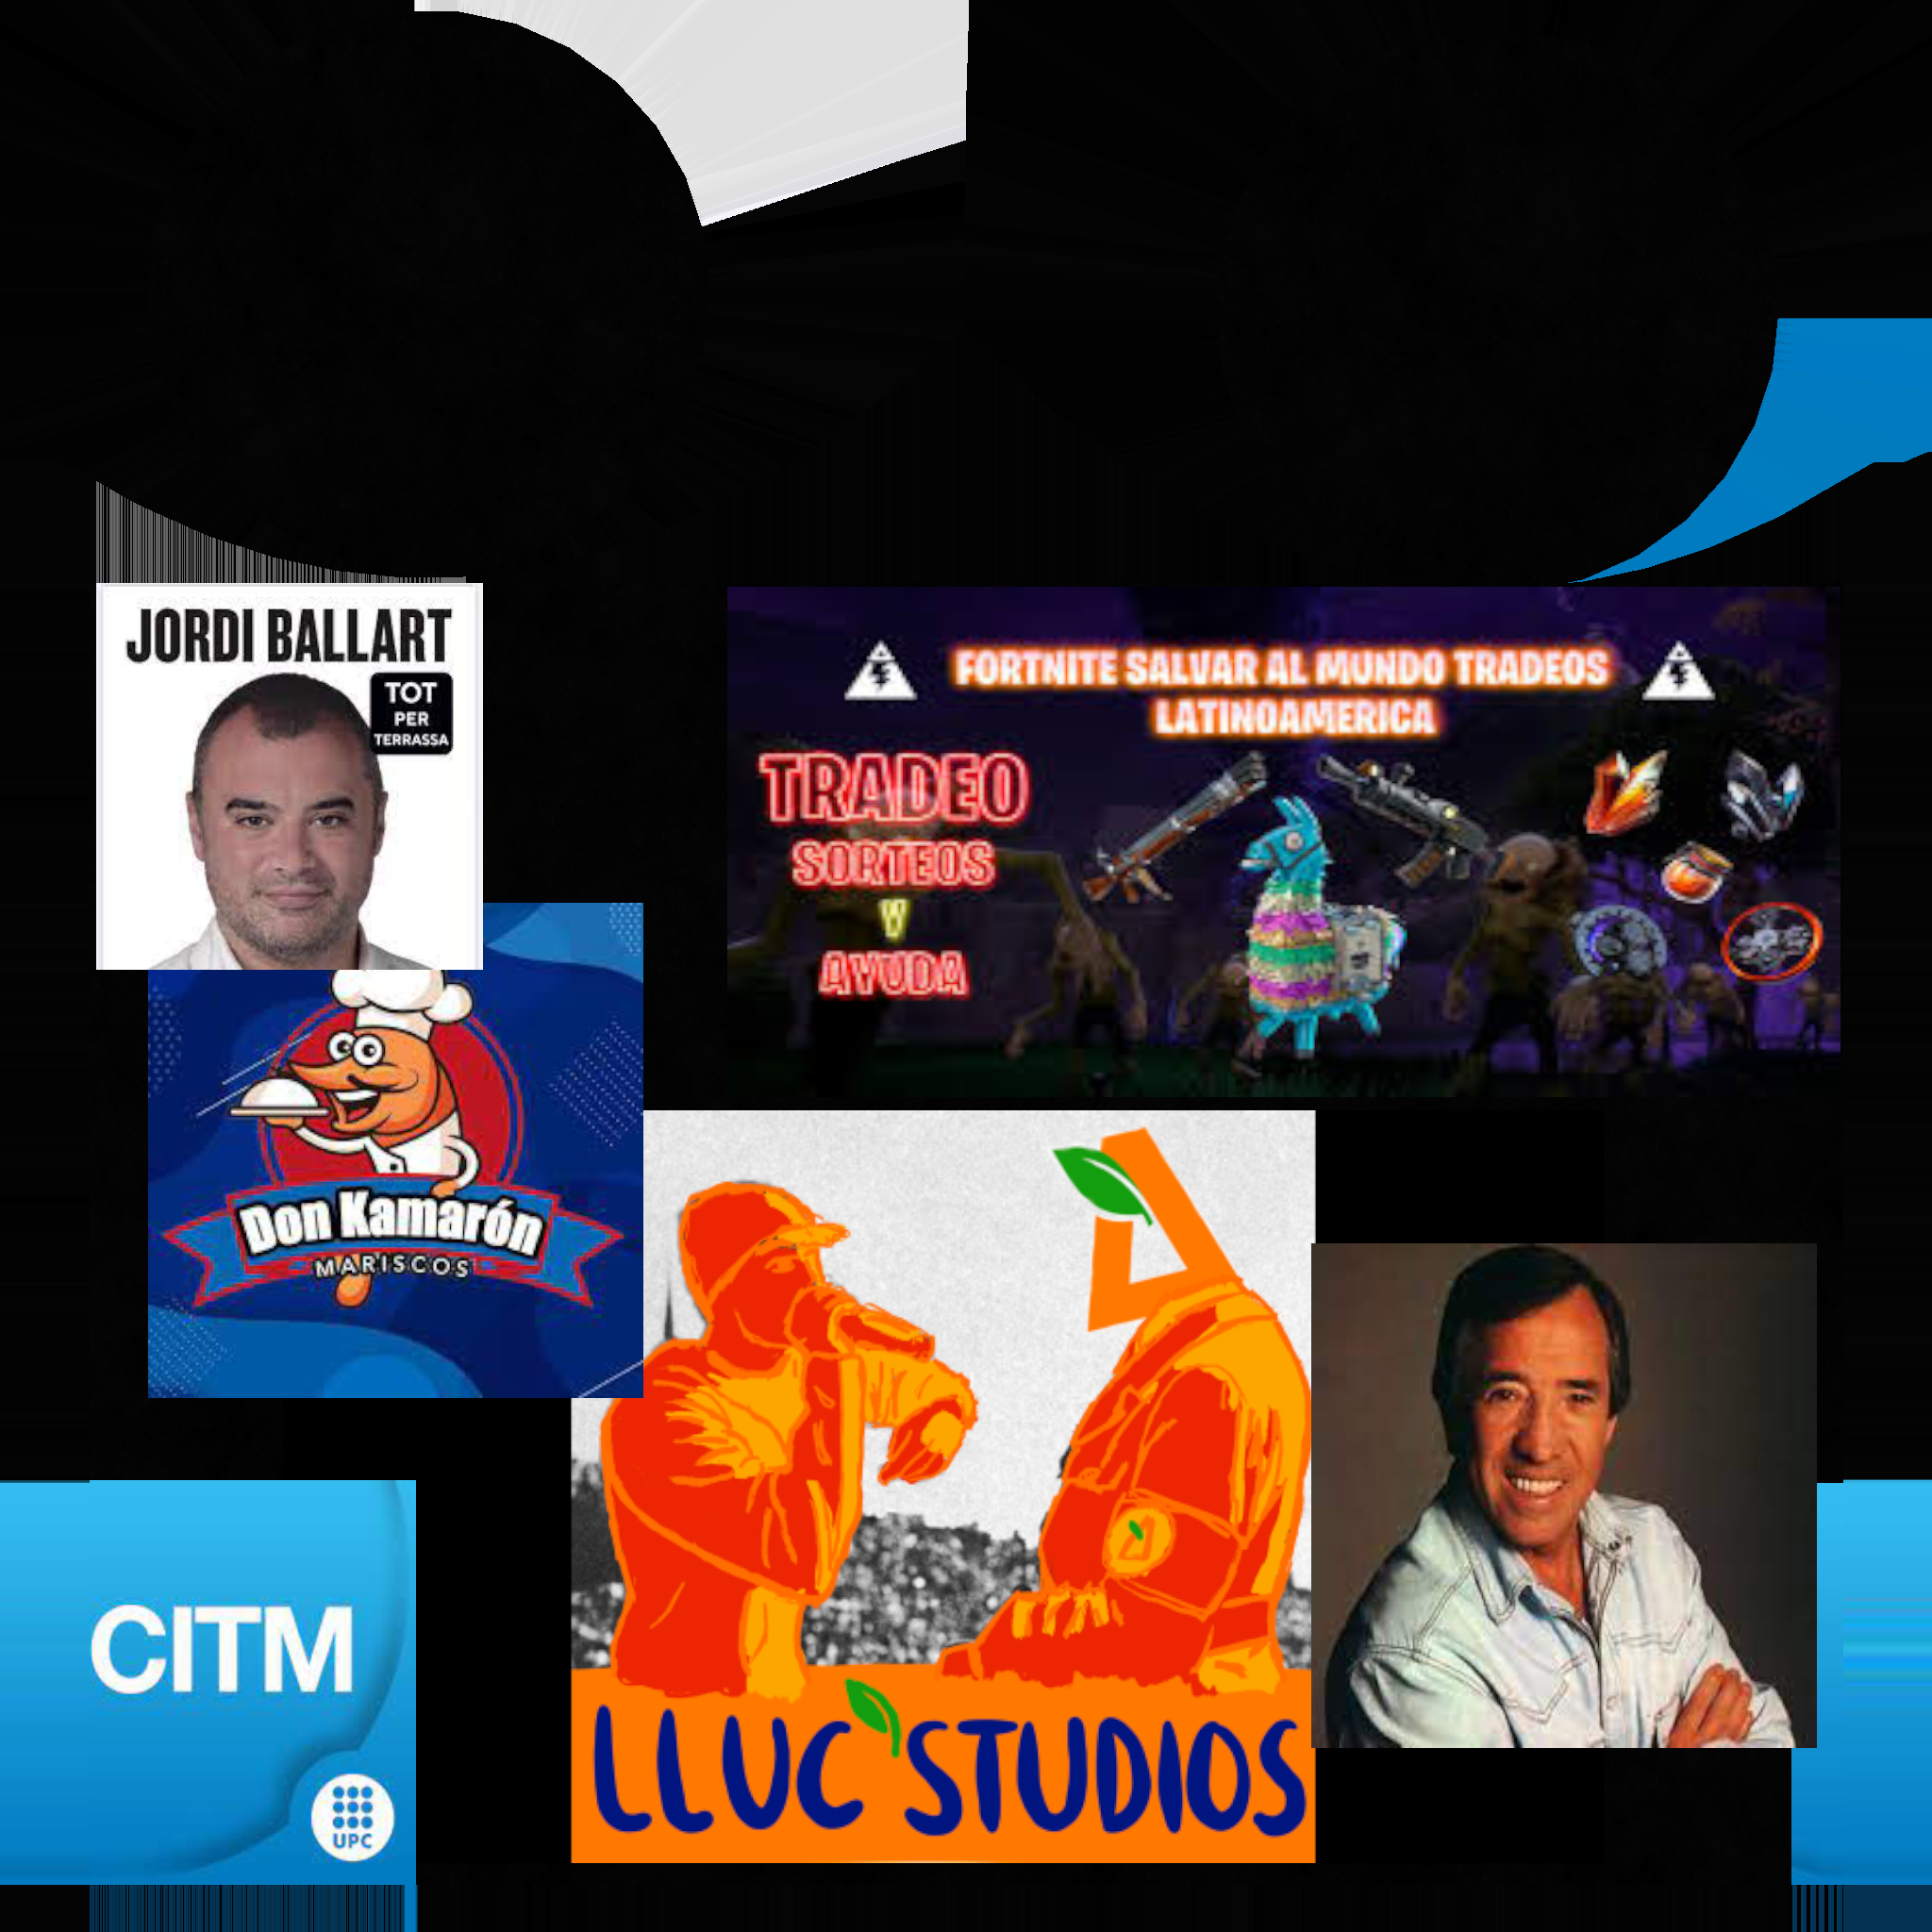 JORDI BALLART
TOT
PER
TERRASSA
FORTNITE SALVAR AL MUNDO TRADEOS
LATINOAMERICA
TRADEO
SORTEOS
Y
AYUDA
Don Kamarón
MARISCOS
CITM
UPC
LLUC STUDIOS